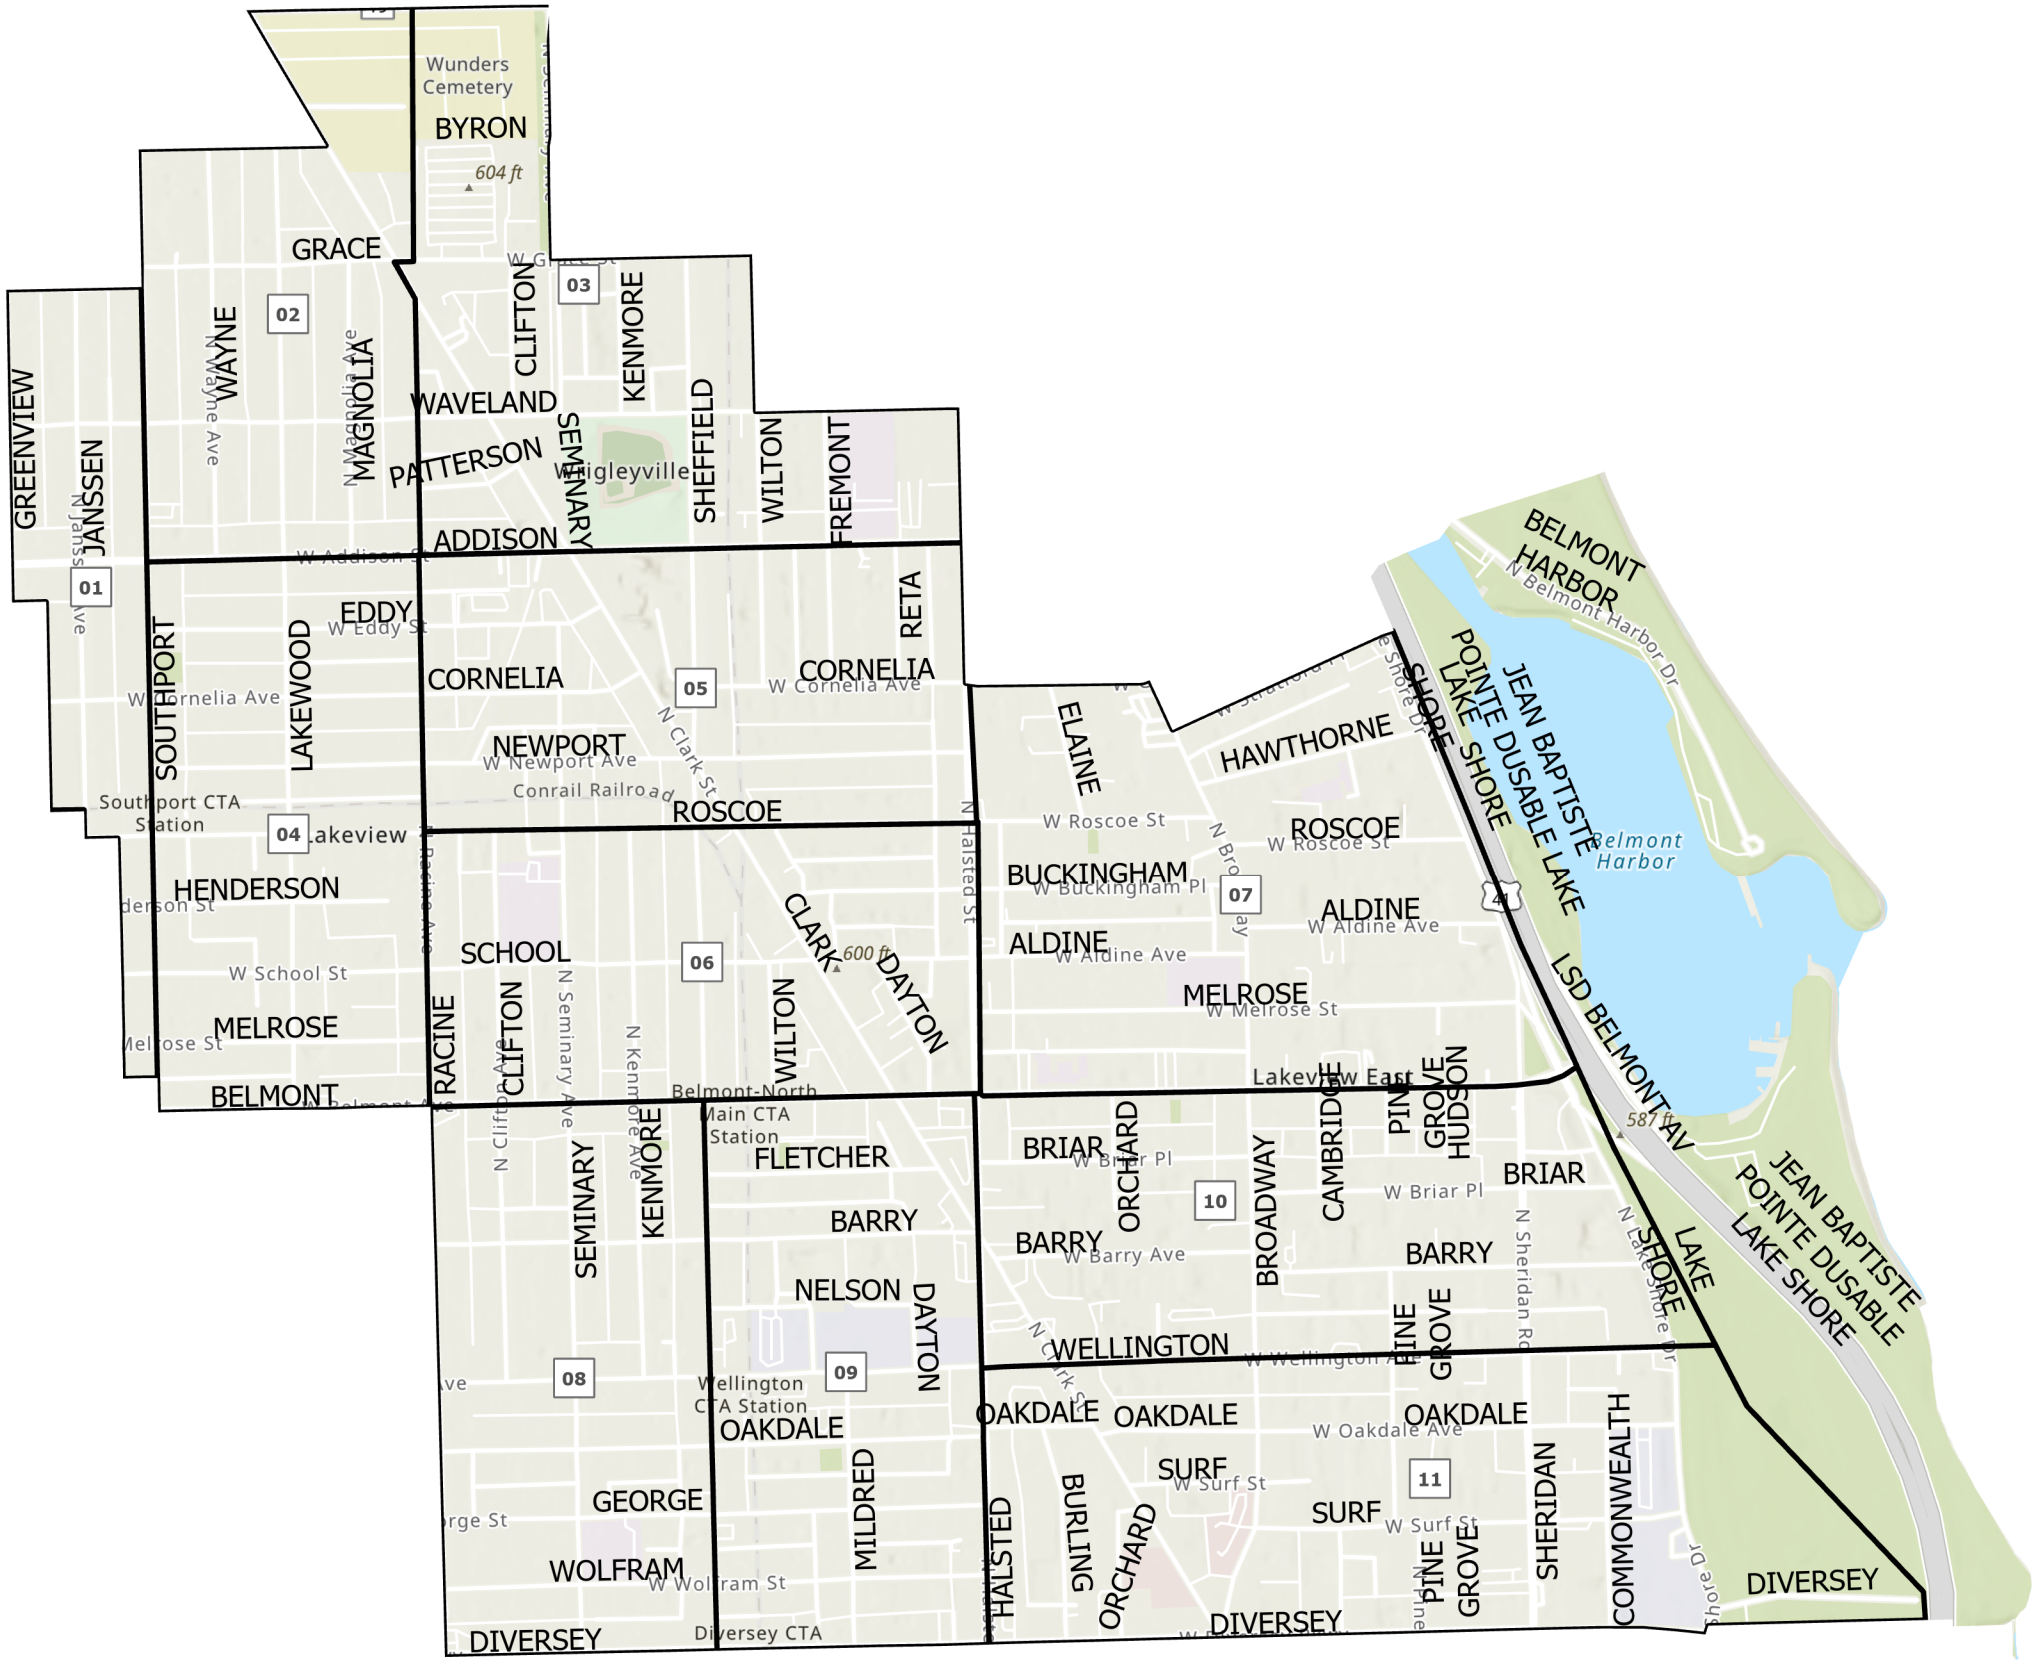 Wunders
Cemetery
BYRON
604 ft
GRACE
03
02
CLIFTON
KENMORE
WAYNE
N Wayne Ave
MAGNOLIA
N Magnolia Ave
GREENVIEW
JANSSEN
WAVELAND
PATTERSON
SEMINARY
Wrigleyville
SHEFFIELD
WILTON
FREMONT
ADDISON
W Addison St
01
EDDY
W Eddy St
RETA
SOUTHPORT
LAKEWOOD
CORNELIA
CORNELIA
W Cornelia Ave
W Cornelia Ave
05
N Clark St
NEWPORT
W Newport Ave
Conrail Railroad
ROSCOE
Southport CTA
Station
04
Lakeview
N Racine Ave
N Halsted St
HENDERSON
SCHOOL
W School St
06
CLARK
600 ft
DAYTON
WILTON
MELROSE
Melrose St
RACINE
CLIFTON
N Clifton Ave
N Seminary Ave
N Kenmore Ave
BELMONT
Belmont-North
Main CTA
Station
ELAINE
HAWTHORNE
W Roscoe St
ROSCOE
W Roscoe St
BUCKINGHAM
W Buckingham Pl
07
ALDINE
W Aldine Ave
ALDINE
W Aldine Ave
MELROSE
W Melrose St
Lakeview East
BELMONT
HARBOR
N Belmont Harbor Dr
SHORE
LAKE SHORE
JEAN BAPTISTE
POINTE DUSABLE LAKE
Belmont
Harbor
41
LSD BELMONT AV
587 ft
CAMBRIDGE
PINE
GROVE
HUDSON
BRIAR
W Briar Pl
ORCHARD
BROADWAY
10
BRIAR
W Briar Pl
BARRY
W Barry Ave
BARRY
N Sheridan Rd
N Lake Shore Dr
LAKE
SHORE
JEAN BAPTISTE
POINTE DUSABLE
LAKE SHORE
SEMINARY
KENMORE
FLETCHER
BARRY
NELSON
DAYTON
08
09
Wellington
CTA Station
WELLINGTON
W Wellington Ave
N Clark St
PINE
GROVE
OAKDALE
OAKDALE
OAKDALE
OAKDALE
W Oakdale Ave
MILDRED
GEORGE
WOLFRAM
W Wolfram St
SURF
W Surf St
11
SURF
W Surf St
HALSTED
BURLING
ORCHARD
PINE
GROVE
SHERIDAN
COMMONWEALTH
DIVERSEY
DIVERSEY
Diversey CTA
DIVERSEY